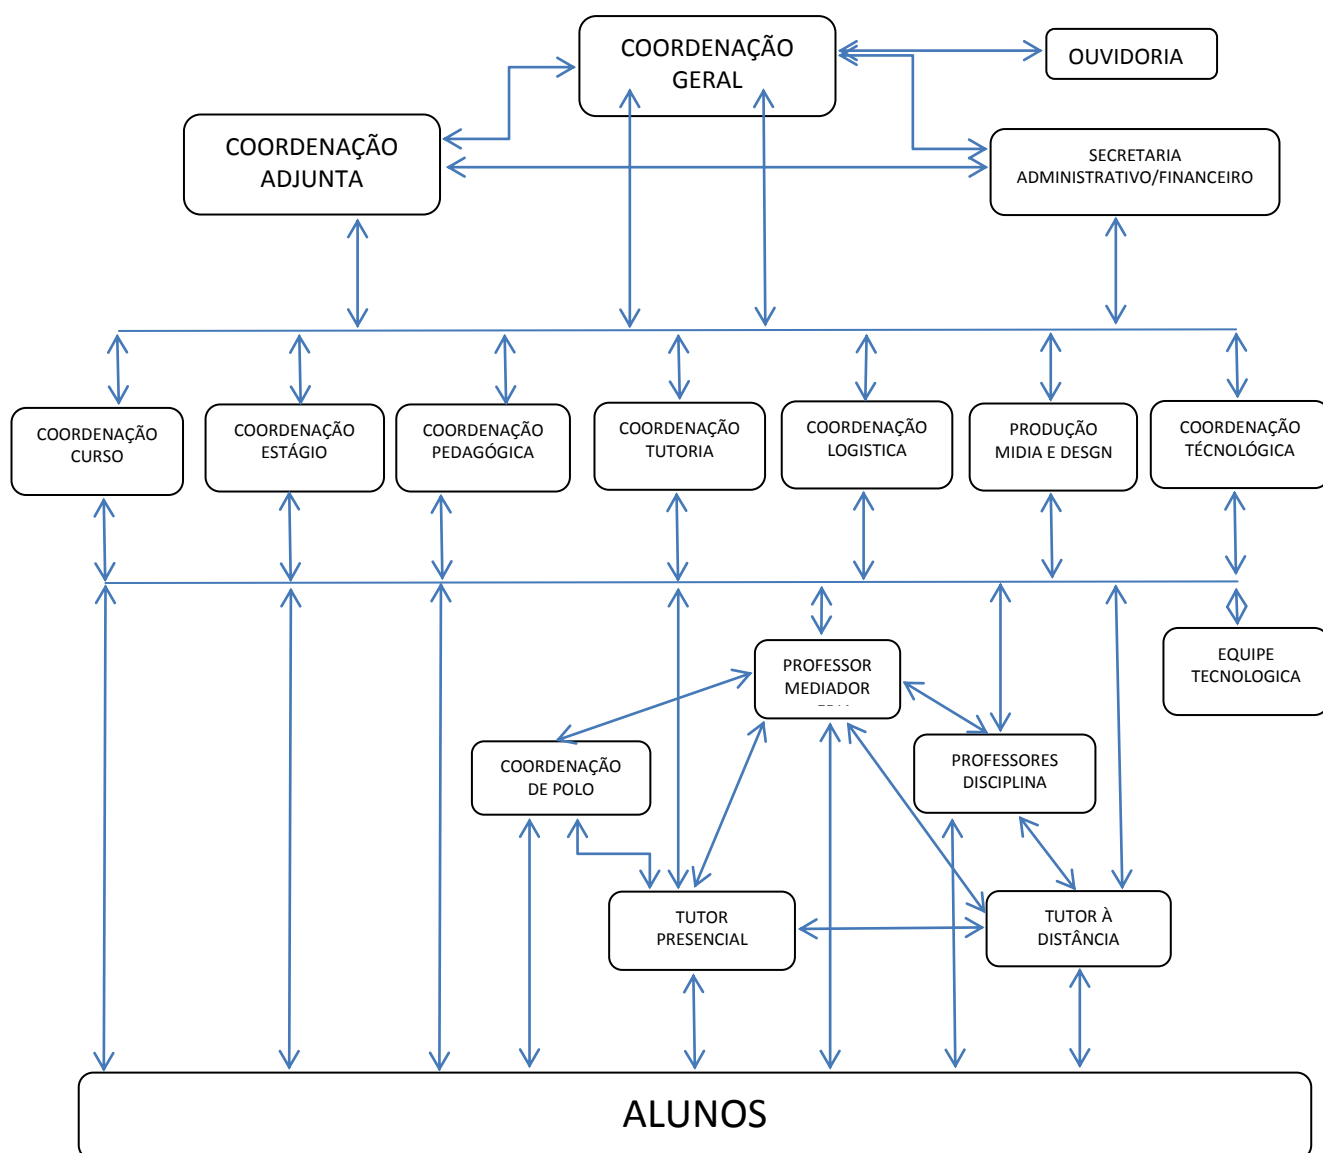 COORDENAÇÃO
GERAL
OUVIDORIA
COORDENAÇÃO
ADJUNTA
SECRETARIA
ADMINISTRATIVO/FINANCEIRO
COORDENAÇÃO
CURSO
COORDENAÇÃO
ESTÁGIO
COORDENAÇÃO
PEDAGÓGICA
COORDENAÇÃO
TUTORIA
COORDENAÇÃO
LOGISTICA
PRODUÇÃO
MIDIA E DESGN
COORDENAÇÃO
TÉCNOLÓGICA
PROFESSOR
MEDIADOR
EQUIPE
TECNOLOGICA
COORDENAÇÃO
DE POLO
PROFESSORES
DISCIPLINA
TUTOR
PRESENCIAL
TUTOR À
DISTÂNCIA
ALUNOS